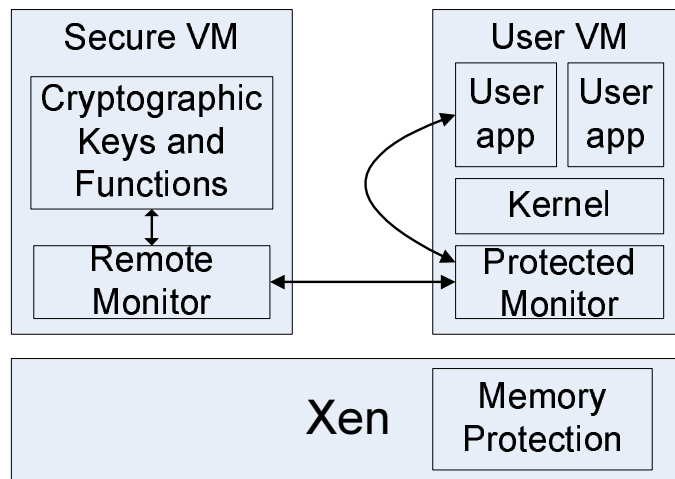 Secure VM
Cryptographic
Keys and
Functions
Remote
Monitor
User VM
User
app
User
app
Kernel
Protected
Monitor
Xen
Memory
Protection